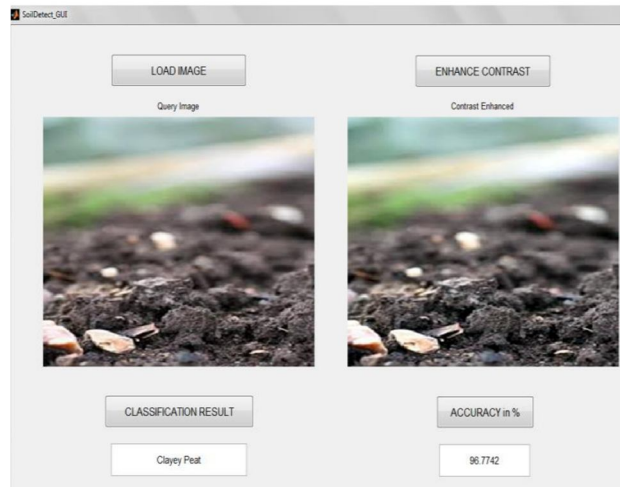 SoilDetect_GUI
LOAD IMAGE
ENHANCE CONTRAST
Query Image
Contrast Enhanced
CLASSIFICATION RESULT
ACCURACY in %
Clayey Peat
96.7742